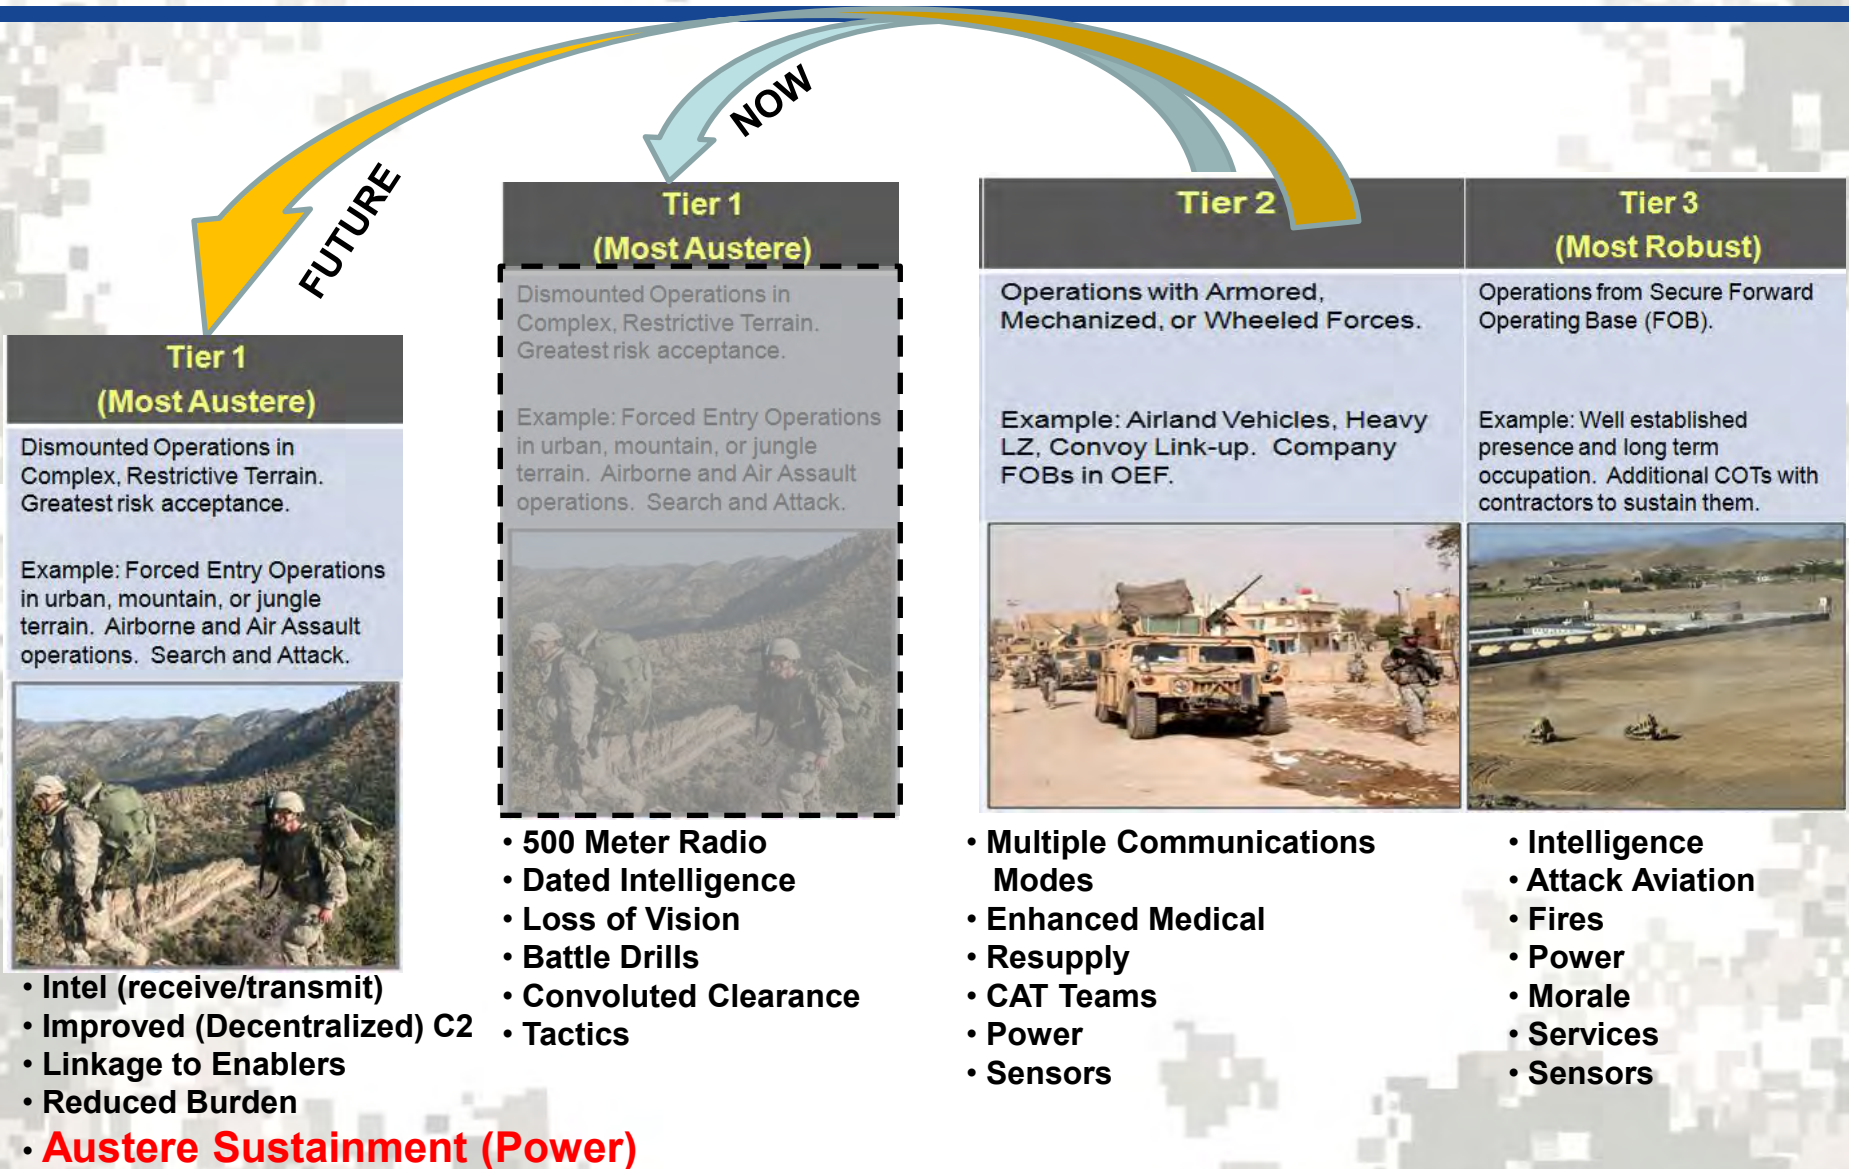 FUTURE
NOW
Tier 1
(Most Austere)
Dismounted Operations in
Complex, Restrictive Terrain.
Greatest risk acceptance.
Example: Forced Entry Operations
in urban, mountain, or jungle
terrain. Airborne and Air Assault
operations. Search and Attack.
• Intel (receive/transmit)
• Improved (Decentralized) C2
• Linkage to Enablers
• Reduced Burden
• Austere Sustainment (Power)
Tier 1
(Most Austere)
Dismounted Operations in
Complex, Restrictive Terrain.
Greatest risk acceptance.
Example: Forced Entry Operations
in urban, mountain, or jungle
terrain. Airborne and Air Assault
operations. Search and Attack.
• 500 Meter Radio
• Dated Intelligence
• Loss of Vision
• Battle Drills
• Convoluted Clearance
• Tactics
Tier 2
Operations with Armored,
Mechanized, or Wheeled Forces.
Example: Airland Vehicles, Heavy
LZ, Convoy Link-up. Company
FOBs in OEF.
• Multiple Communications
Modes
• Enhanced Medical
• Resupply
• CAT Teams
• Power
• Sensors
Tier 3
(Most Robust)
Operations from Secure Forward
Operating Base (FOB).
Example: Well established
presence and long term
occupation. Additional COTs with
contractors to sustain them.
• Intelligence
• Attack Aviation
• Fires
• Power
• Morale
• Services
• Sensors